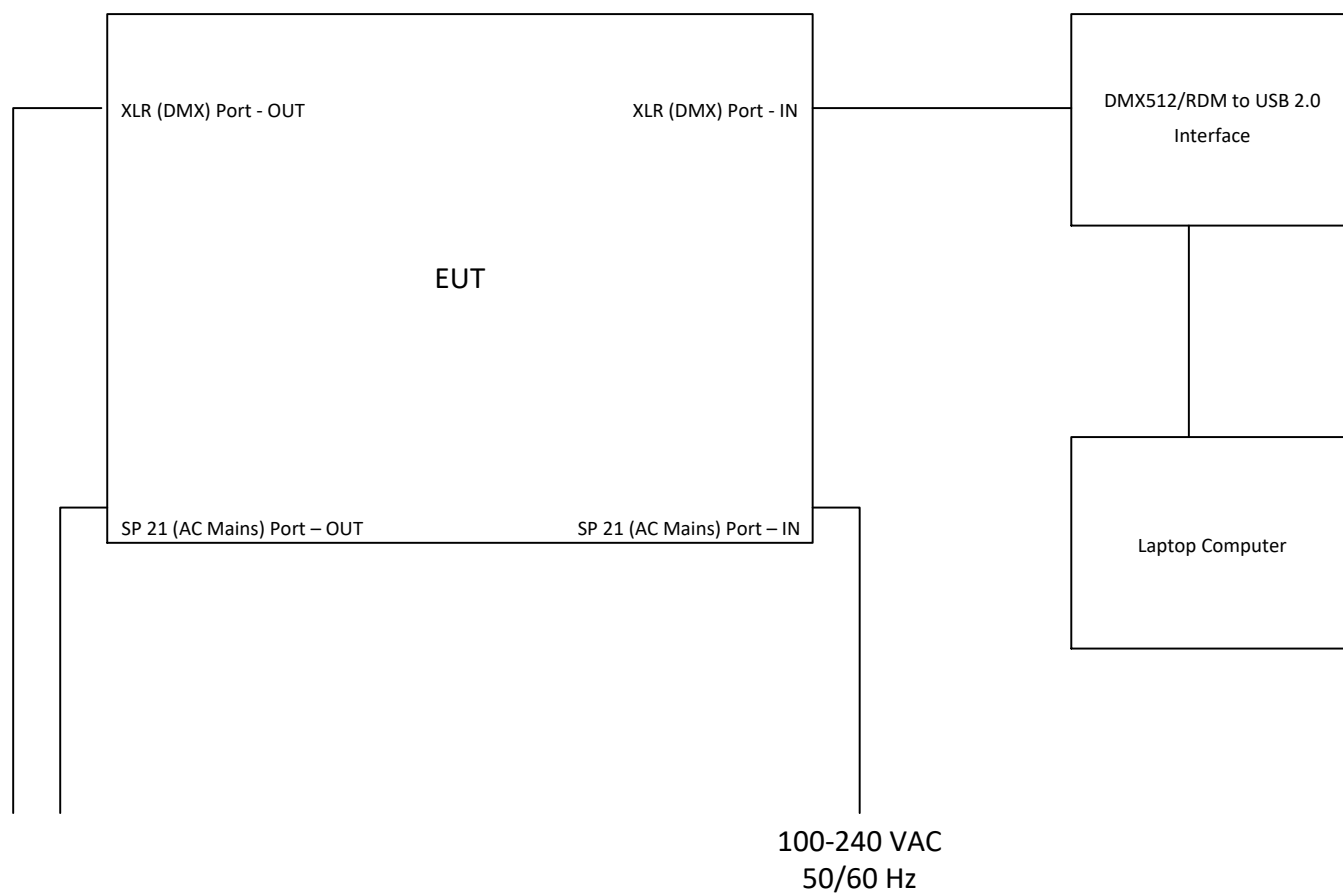 XLR (DMX) Port - OUT
XLR (DMX) Port - IN
DMX512/RDM to USB 2.0
Interface
EUT
SP 21 (AC Mains) Port – OUT
SP 21 (AC Mains) Port – IN
Laptop Computer
100-240 VAC
50/60 Hz